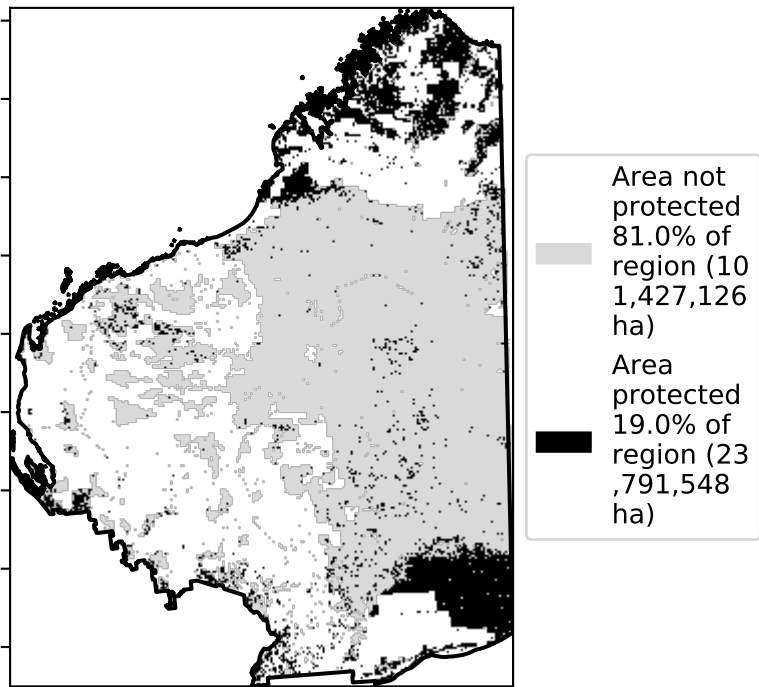 Area not
protected
81.0% of
region (10
1,427,126
ha)
Area
protected
19.0% of
region (23
,791,548
ha)